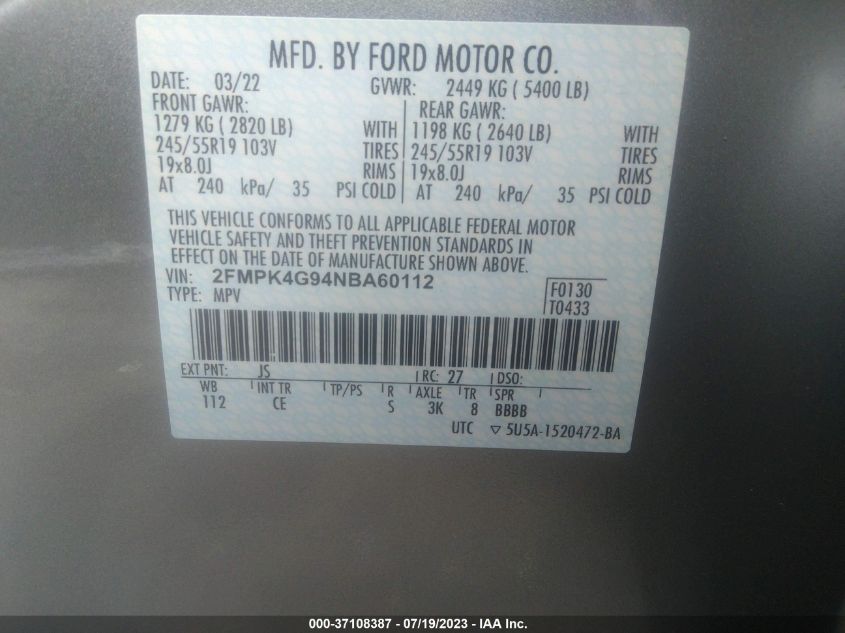 MFD. BY FORD MOTOR CO.
DATE: 03/22 GVWR: 2449 KG ( 5400 LB)
FRONT GAWR: REAR GAWR:
1279 KG ( 2820 LB) WITH 1198 KG ( 2640 LB) WITH
245/55R19 103V TIRES 245/55R19 103V TIRES
19x8.0J RIMS 19x8.0J RIMS
AT 240 kPa/ 35 PSI COLD AT 240 kPa/ 35 PSI COLD
THIS VEHICLE CONFORMS TO ALL APPLICABLE FEDERAL MOTOR
VEHICLE SAFETY AND THEFT PREVENTION STANDARDS IN
EFFECT ON THE DATE OF MANUFACTURE SHOWN ABOVE.
VIN: 2FMPK4G94NBA60112
TYPE: MPV
F0130
T0433
EXT PNT: JS RC: 27 DSO:
WB INT TR TP/PS R AXLE TR SPR
112 CE S 3K 8 BBBB
UTC ▽ 5U5A-1520472-BA
000-37108387 - 07/19/2023 - IAA Inc.